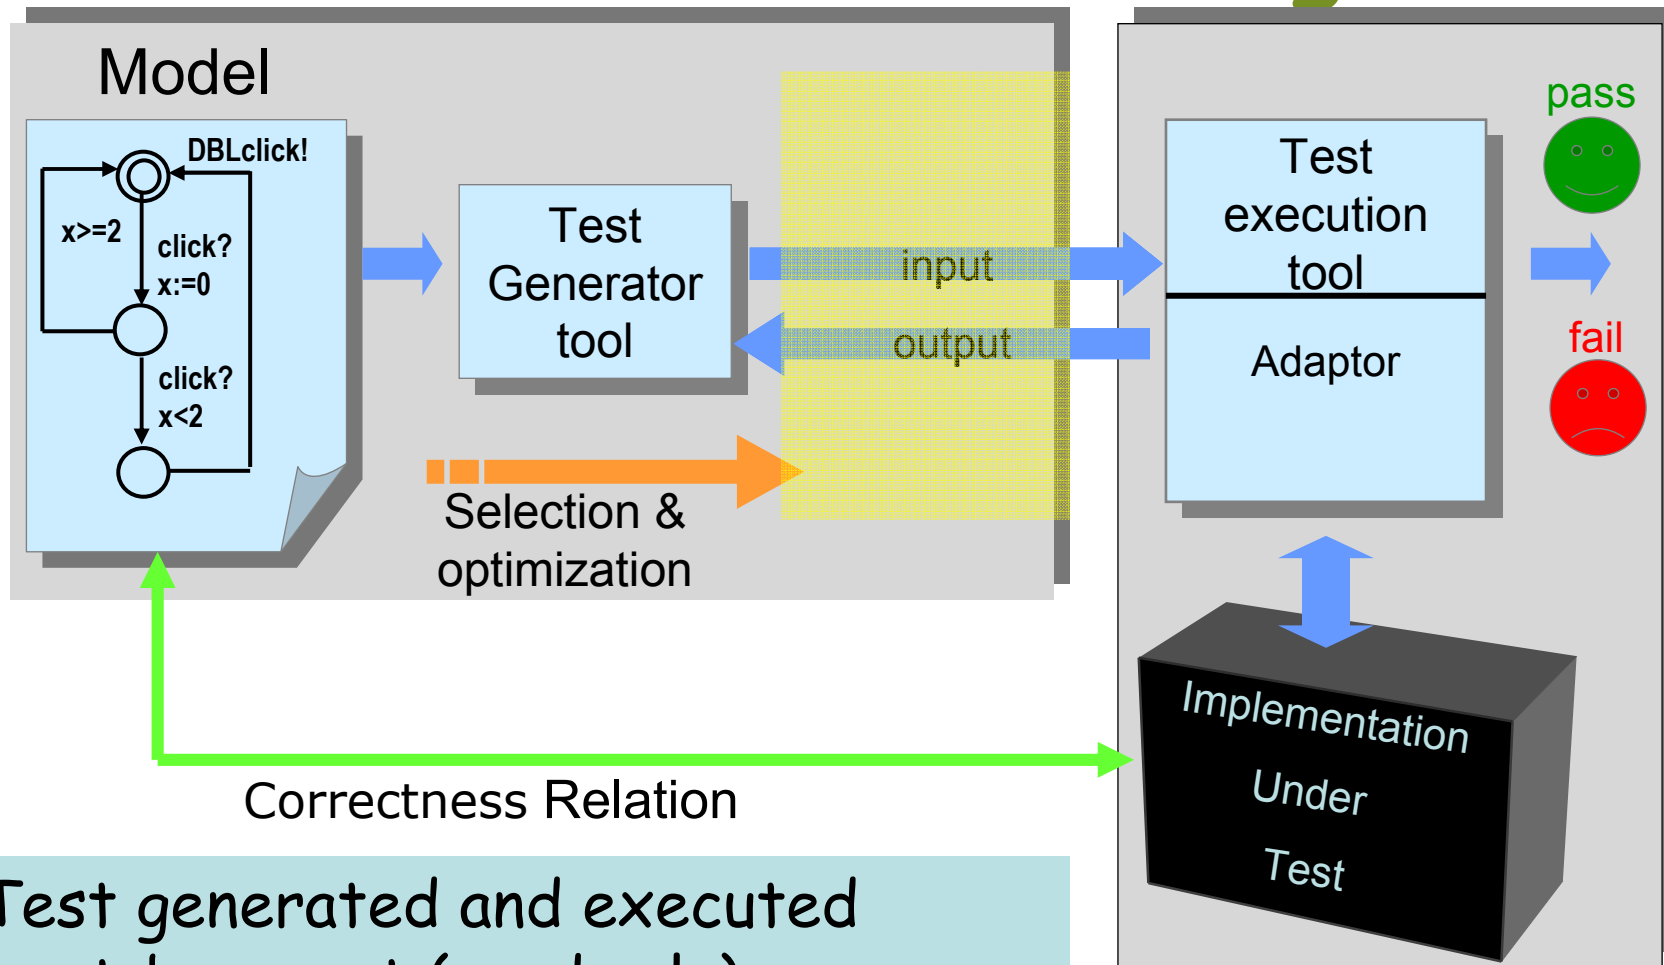 Model
DBLclick!
x>=2
click?
x:=0
click?
x<2
Test
Generator
tool
input
output
Selection &
optimization
Test
execution
tool
Adaptor
pass
fail
Implementation
Under
Test
Correctness Relation
Test generated and executed